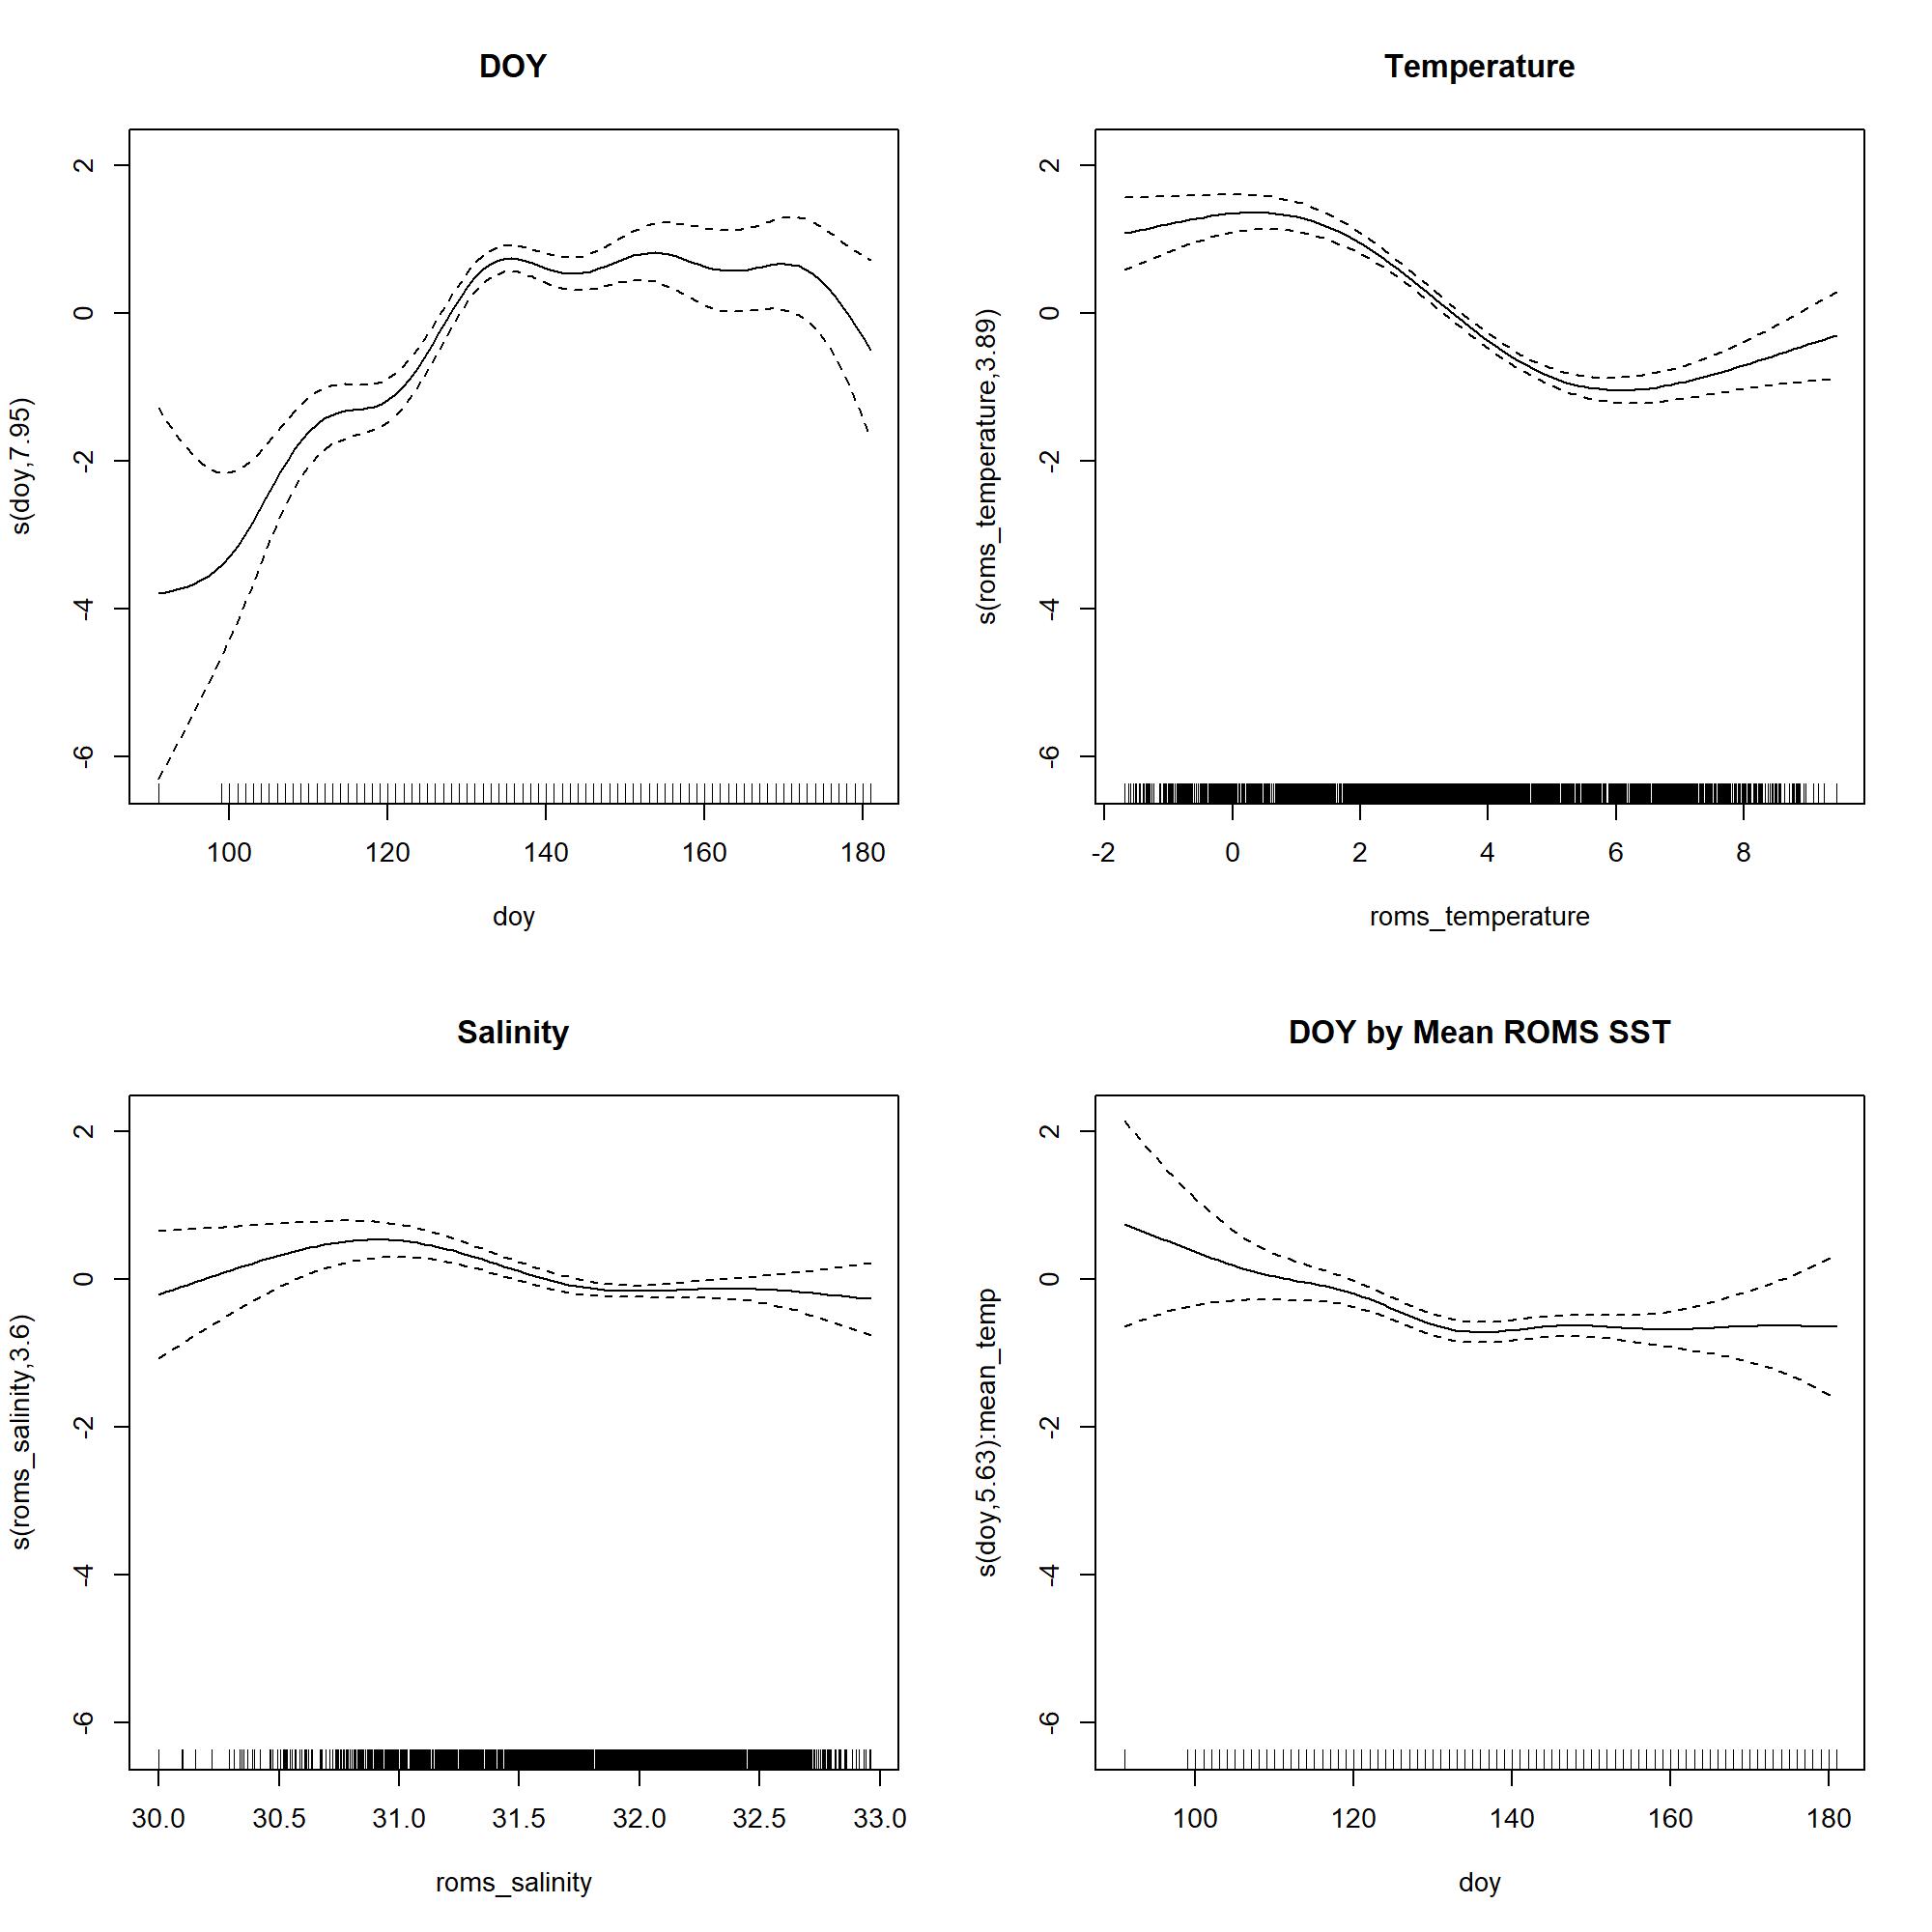 DOY
s(doy,7.95)
2
0
-2
-4
-6
100 120 140 160 180
doy
Temperature
s(roms_temperature,3.89)
2
0
-2
-4
-6
-2 0 2 4 6 8
roms_temperature
Salinity
s(roms_salinity,3.6)
2
0
-2
-4
-6
30.0 30.5 31.0 31.5 32.0 32.5 33.0
roms_salinity
DOY by Mean ROMS SST
s(doy,5.63):mean_temp
2
0
-2
-4
-6
100 120 140 160 180
doy